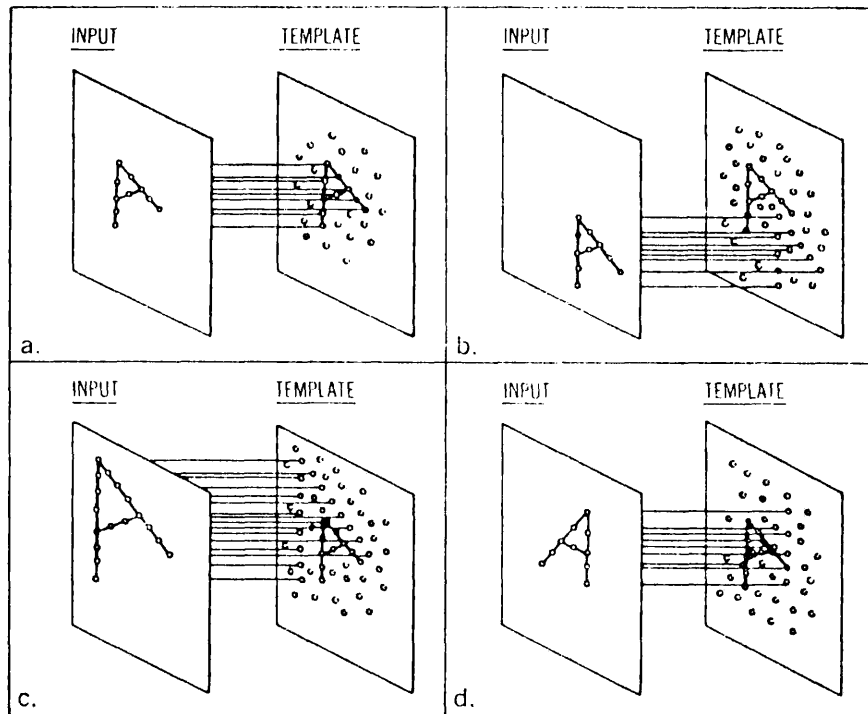 INPUT TEMPLATE
a.
INPUT TEMPLATE
b.
INPUT TEMPLATE
c.
INPUT TEMPLATE
d.